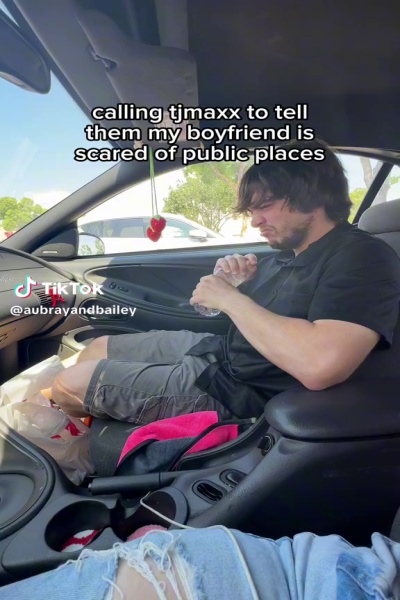 calling tjmaxx to tell
them my boyfriend is
scared of public places
TikTok
@aubrayandbailey